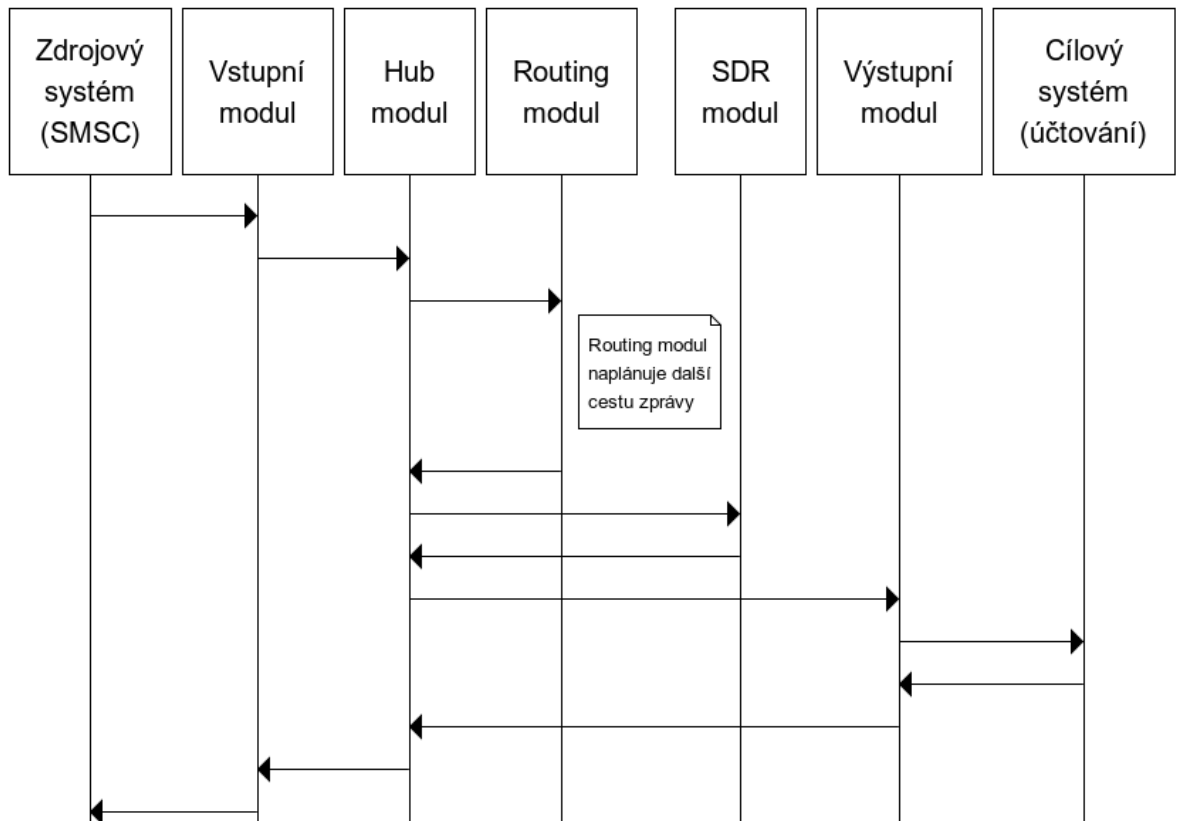 Zdrojový
systém
(SMSC)
Vstupní
modul
Hub
modul
Routing
modul
SDR
modul
Výstupní
modul
Cílový
systém
(účtování)
Routing modul
naplánuje další
cestu zprávy